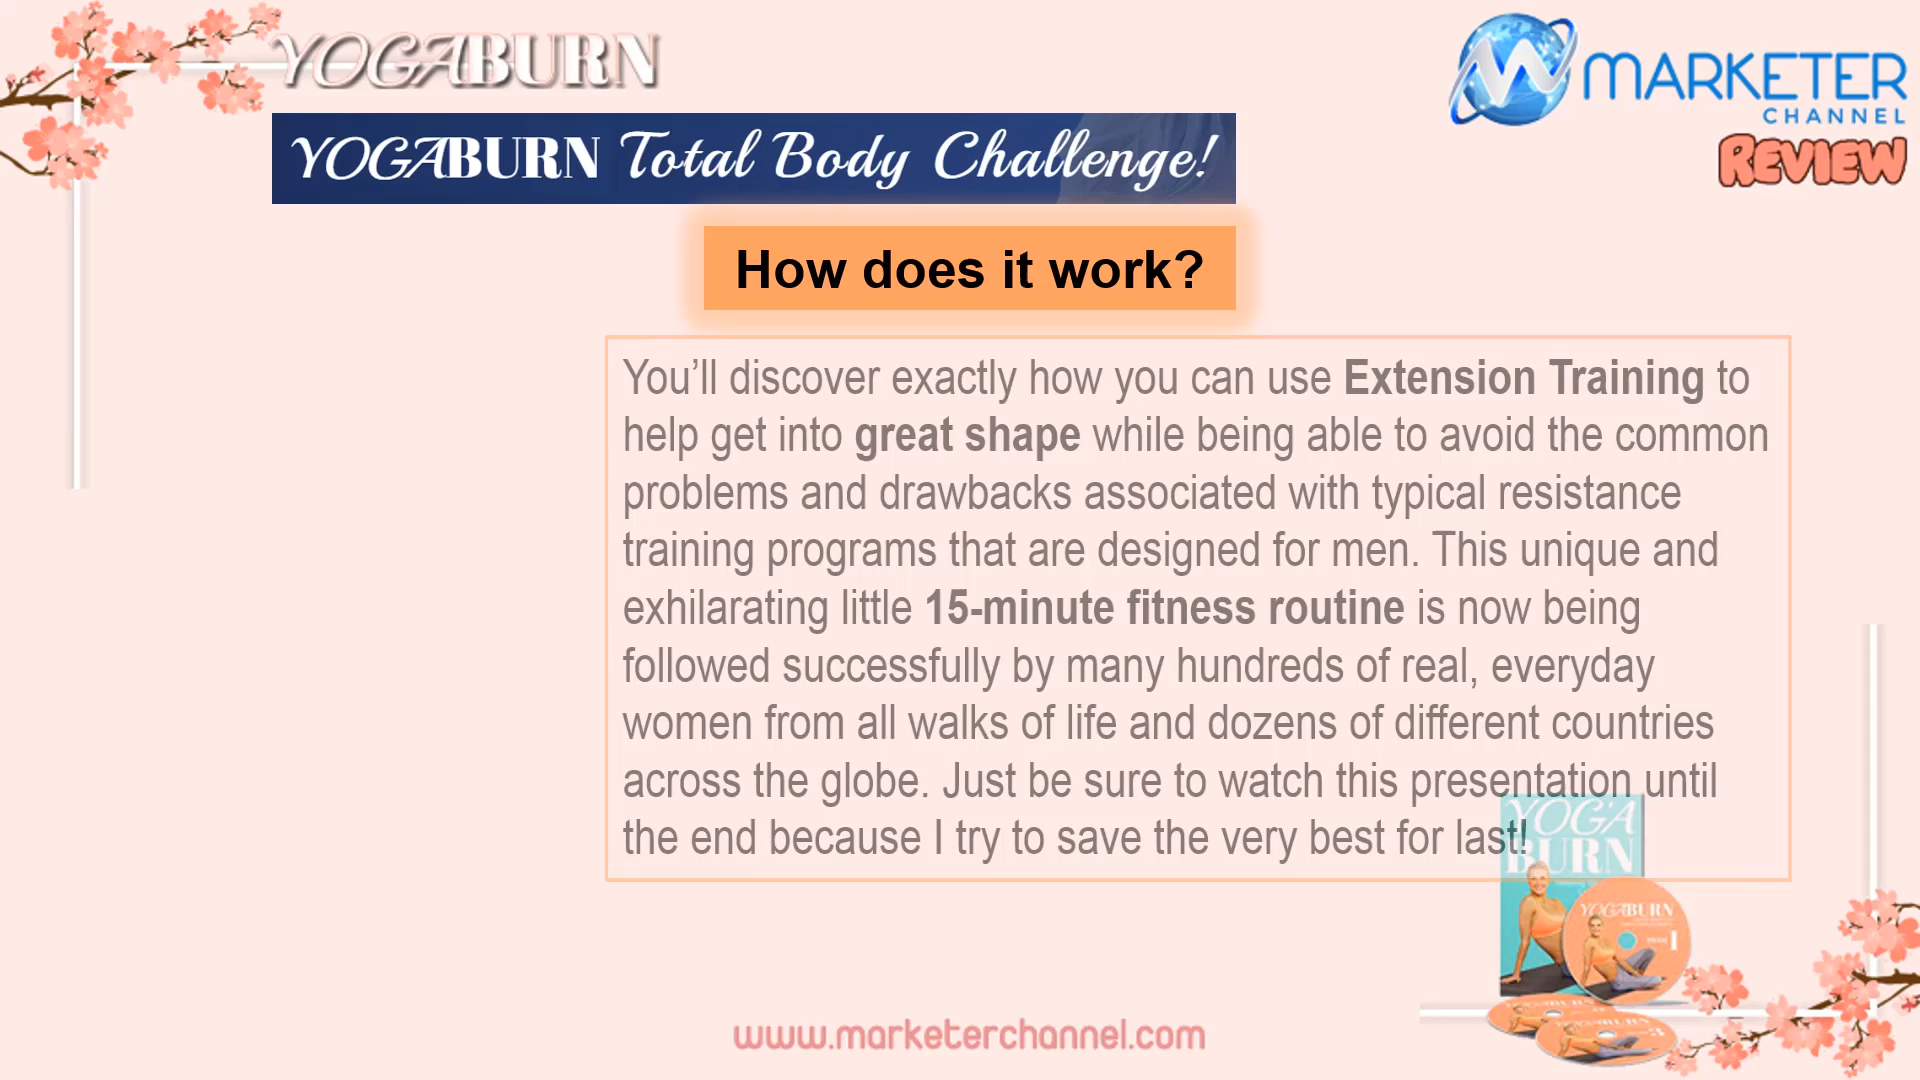 YOGABURN
MARKETER
CHANNEL
REVIEW
YOGABURN Total Body Challenge!
How does it work?
You’ll discover exactly how you can use Extension Training to
help get into great shape while being able to avoid the common
problems and drawbacks associated with typical resistance
training programs that are designed for men. This unique and
exhilarating little 15-minute fitness routine is now being
followed successfully by many hundreds of real, everyday
women from all walks of life and dozens of different countries
across the globe. Just be sure to watch this presentation until
the end because I try to save the very best for last!
YOGA
BURN
YOGABURN
1
www.marketerchannel.com